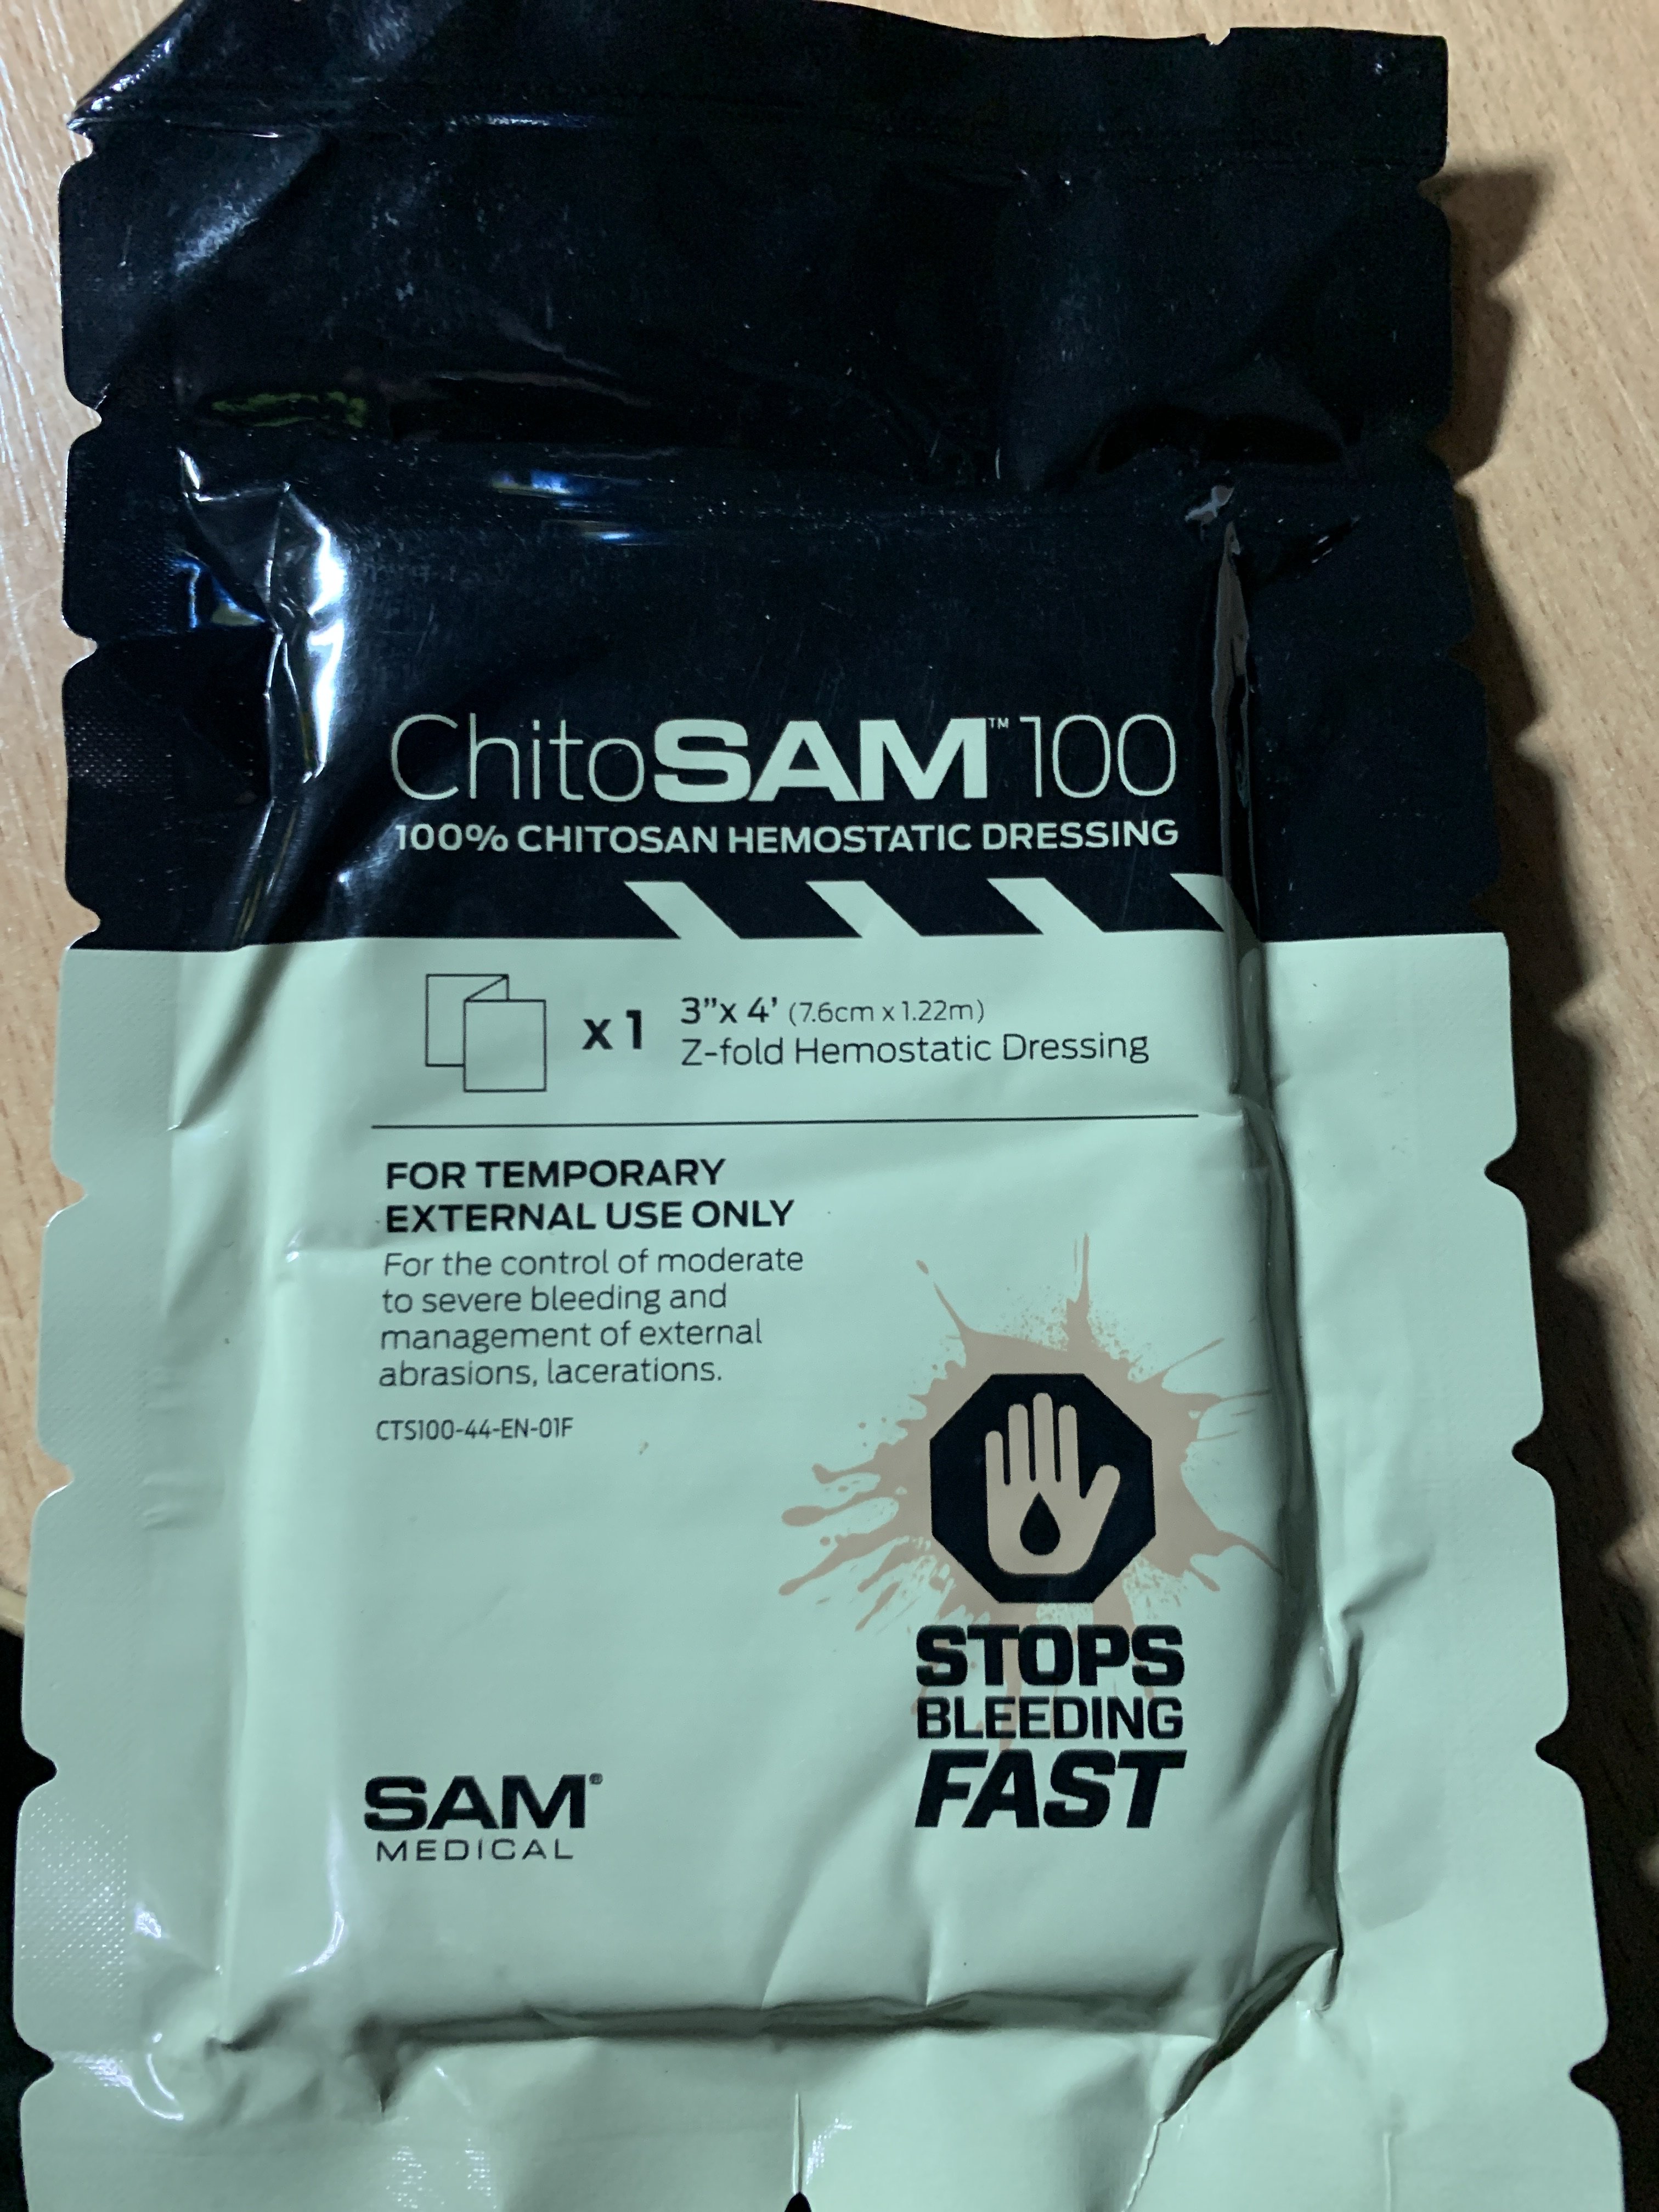 ChitoSAM™ 100
100% CHITOSAN HEMOSTATIC DRESSING
x 1
3”x 4’ (7.6cm x 1.22m)
Z-fold Hemostatic Dressing
FOR TEMPORARY
EXTERNAL USE ONLY
For the control of moderate
to severe bleeding and
management of external
abrasions, lacerations.
CTS100-44-EN-01F
STOPS
BLEEDING
FAST
SAM®
MEDICAL